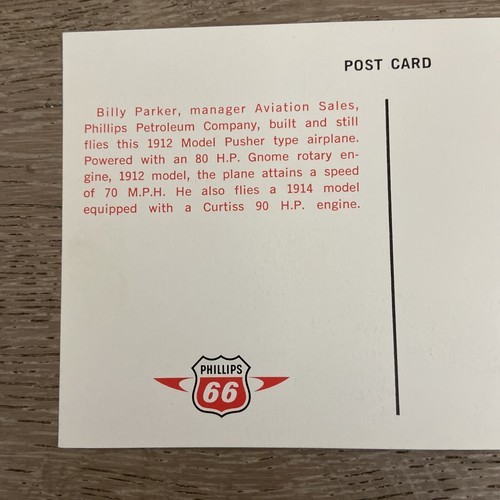 POST CARD
Billy Parker, manager Aviation Sales,
Phillips Petroleum Company, built and still
flies this 1912 Model Pusher type airplane.
Powered with an 80 H.P. Gnome rotary en-
gine, 1912 model, the plane attains a speed
of 70 M.P.H. He also flies a 1914 model
equipped with a Curtiss 90 H.P. engine.
PHILLIPS
66